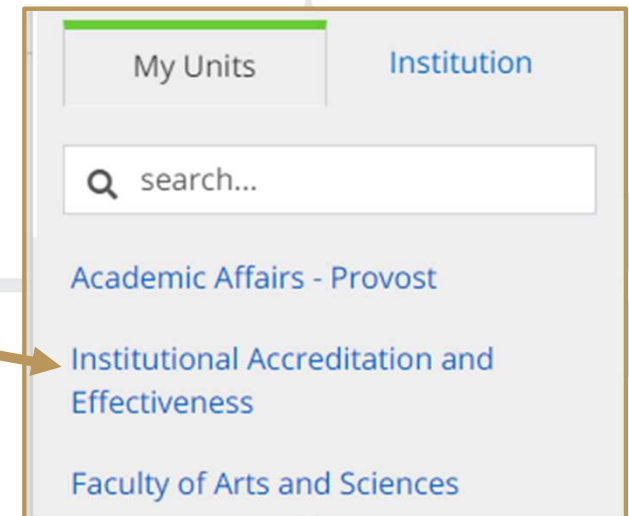 My Units Institution
search...
Academic Affairs - Provost
Institutional Accreditation and
Effectiveness
Faculty of Arts and Sciences